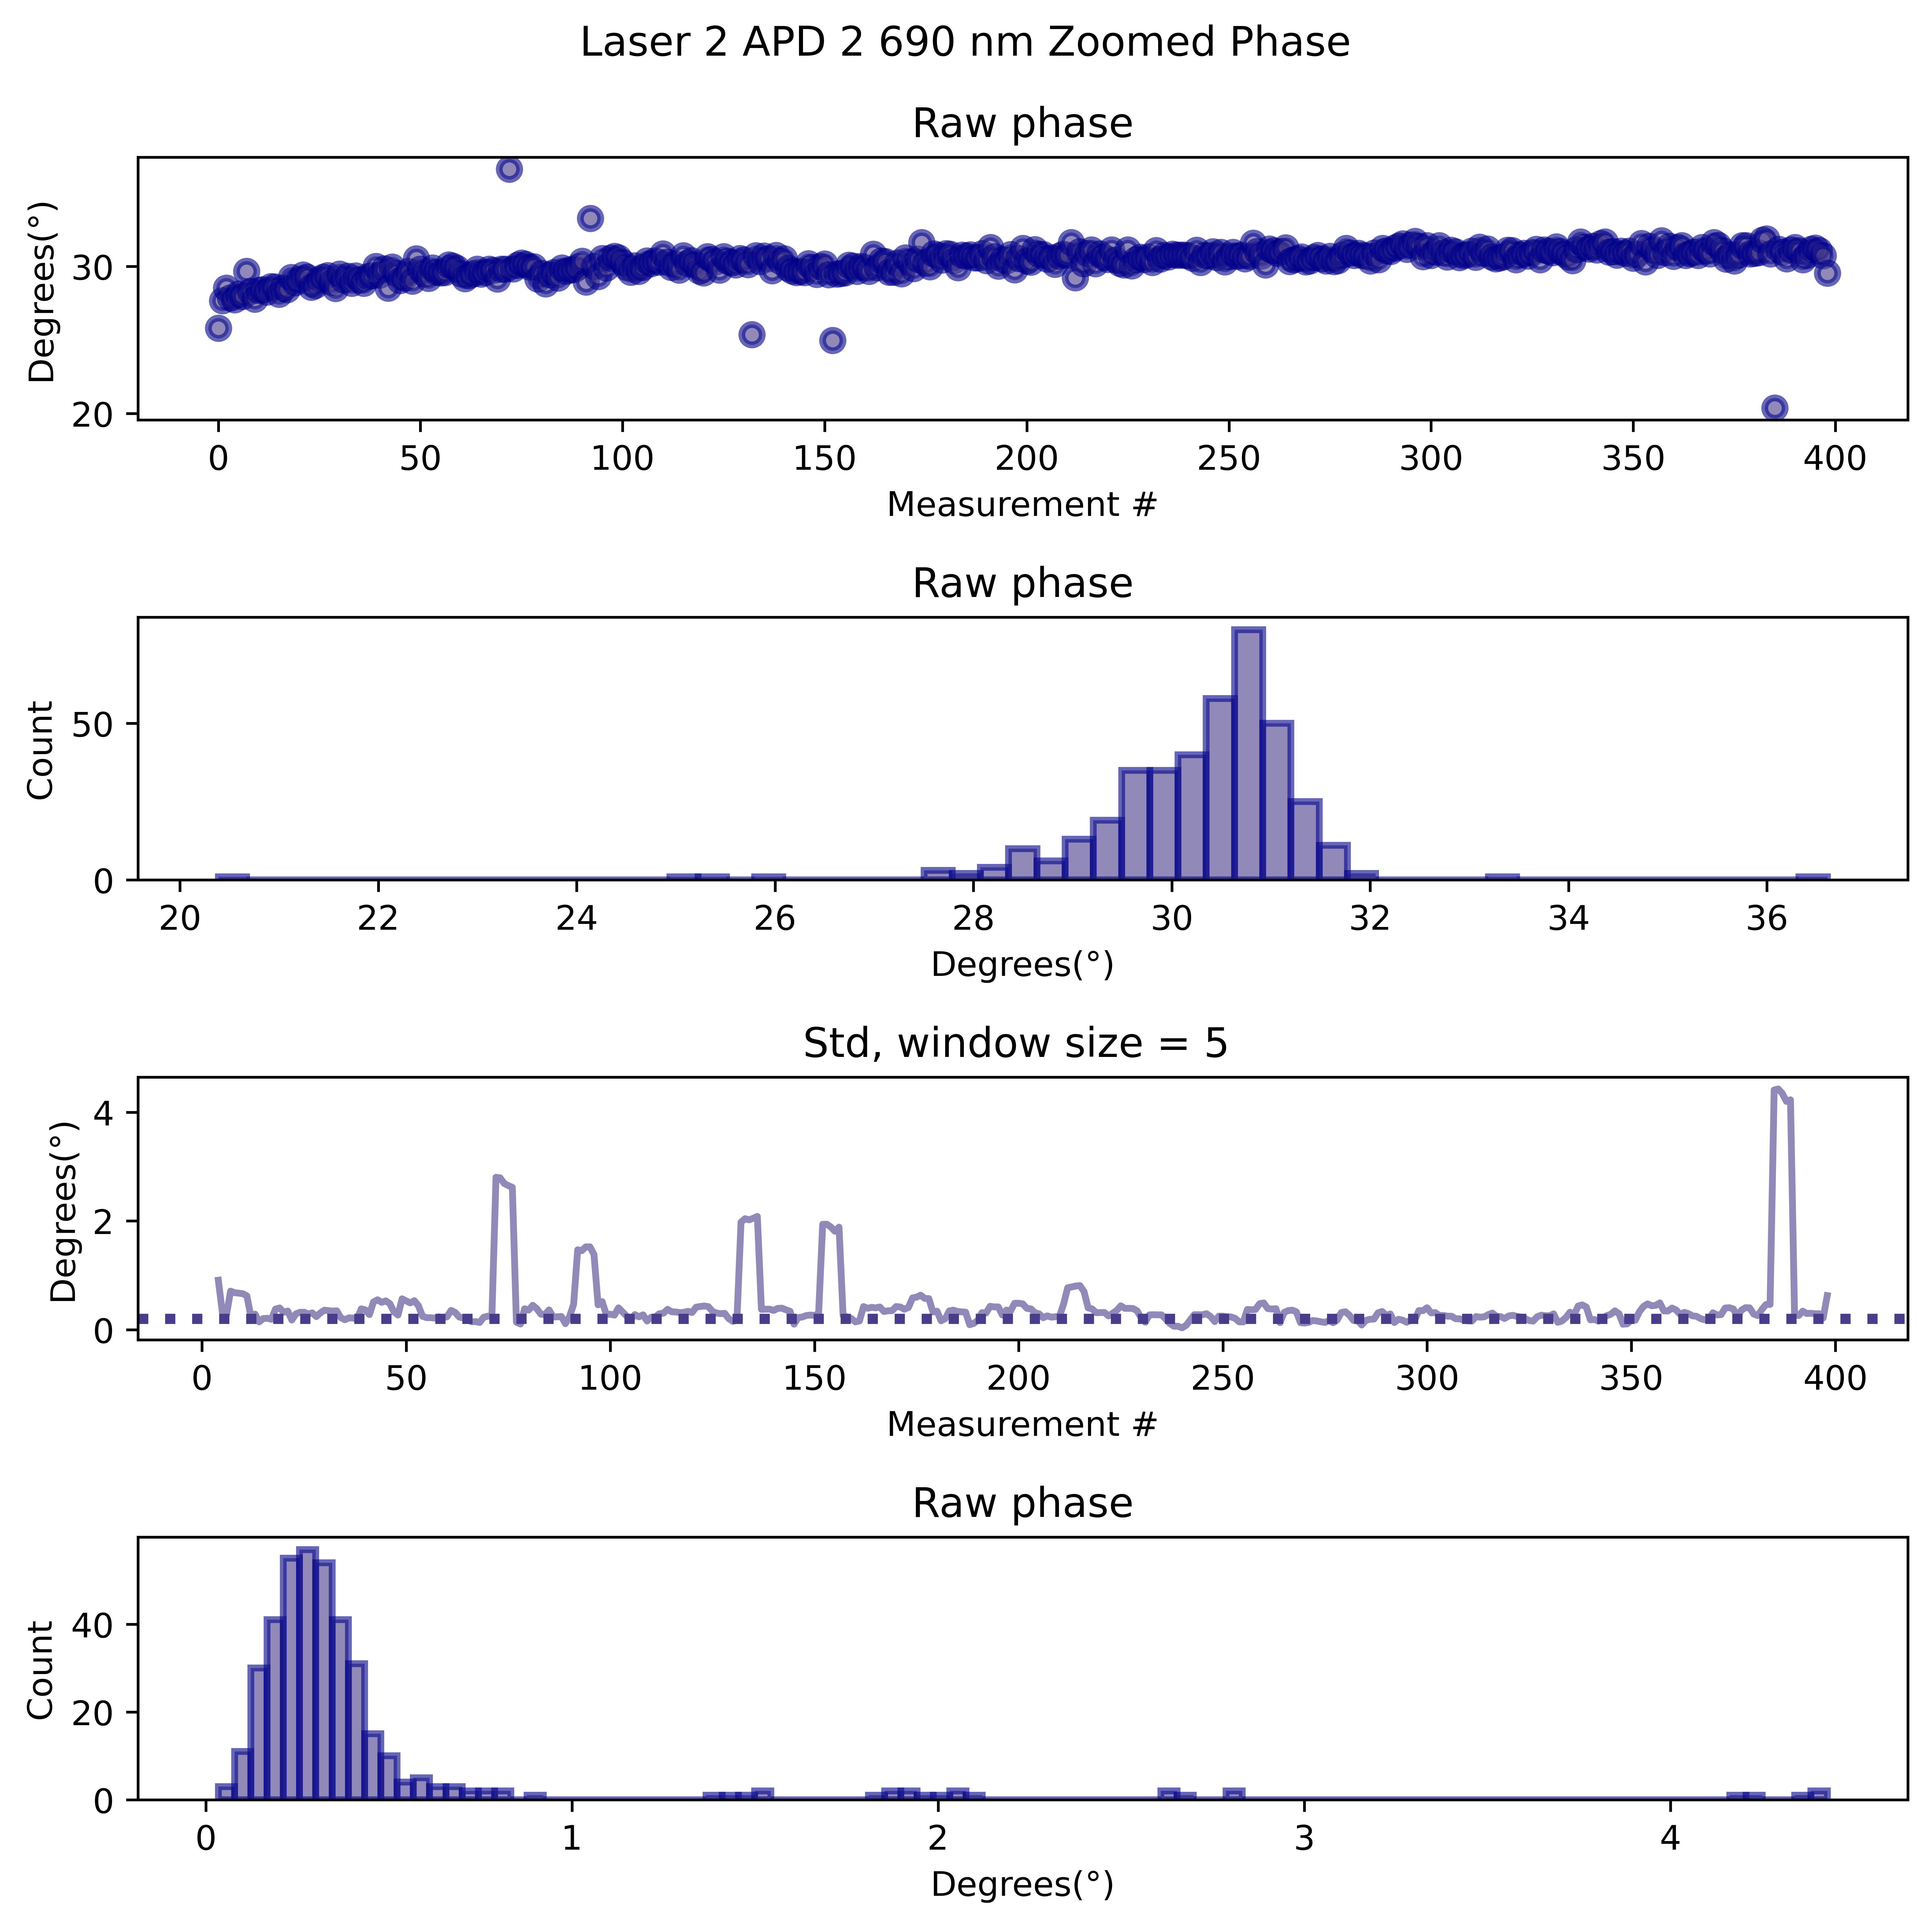 Laser 2 APD 2 690 nm Zoomed Phase
Raw phase
Degrees(°)
30
20
0 50 100 150 200 250 300 350 400
Measurement #
Raw phase
Count
50
0
20 22 24 26 28 30 32 34 36
Degrees(°)
Std, window size = 5
Degrees(°)
4
2
0
0 50 100 150 200 250 300 350 400
Measurement #
Raw phase
Count
40
20
0
0 1 2 3 4
Degrees(°)